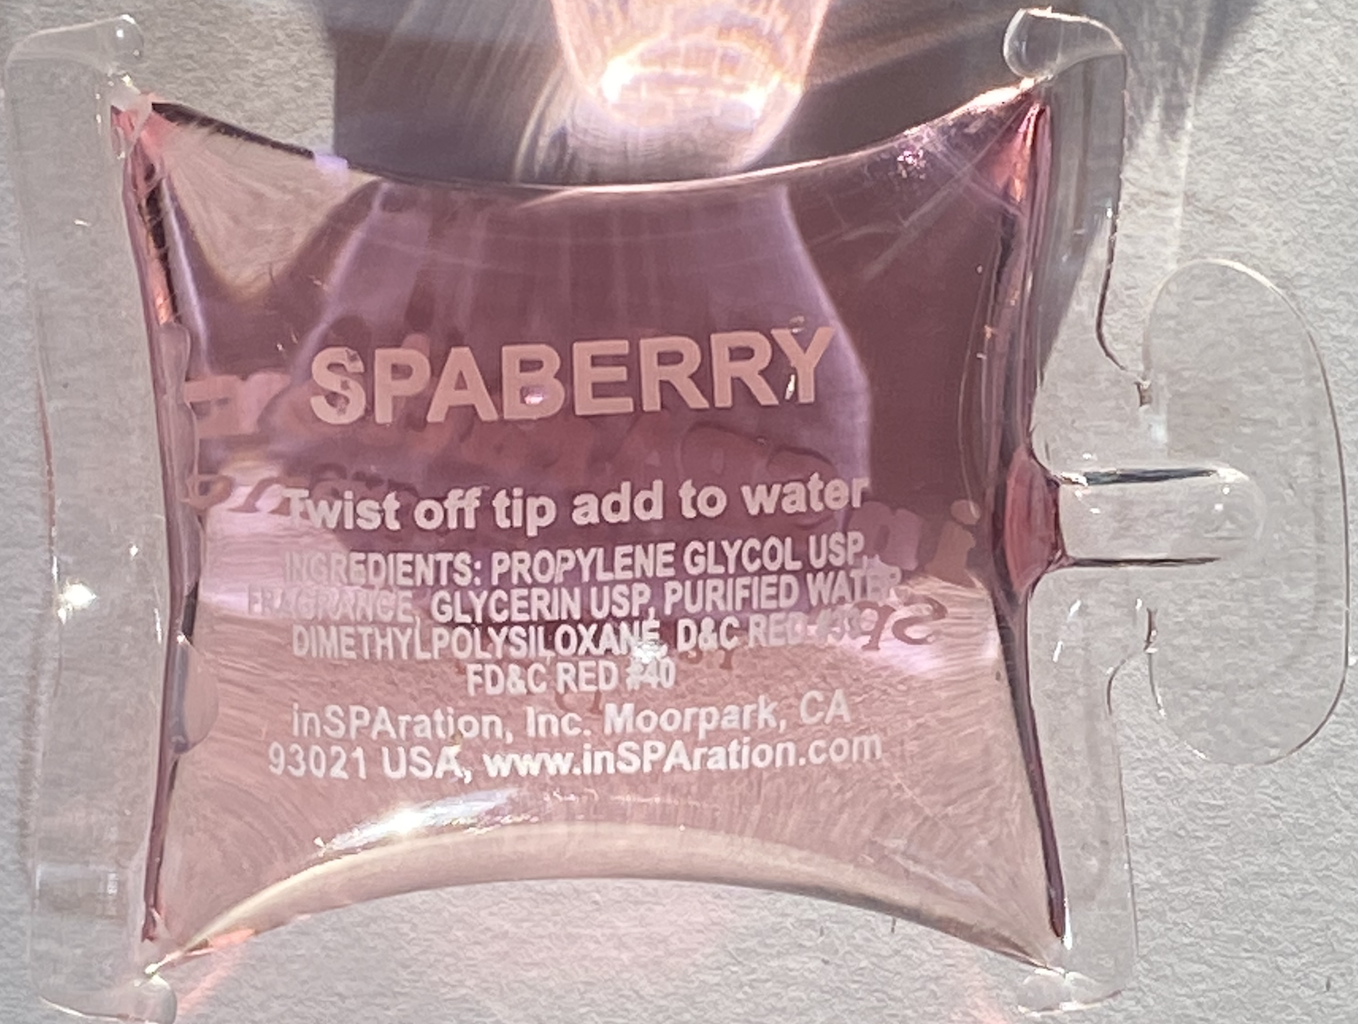 SPABERRY
Twist off tip add to water
INGREDIENTS: PROPYLENE GLYCOL USP,
FRAGRANCE, GLYCERIN USP, PURIFIED WATER
DIMETHYLPOLYSILOXANE, D&C RED #33
FD&C RED #40
inSPAration, Inc. Moorpark, CA
93021 USA, www.inSPAration.com